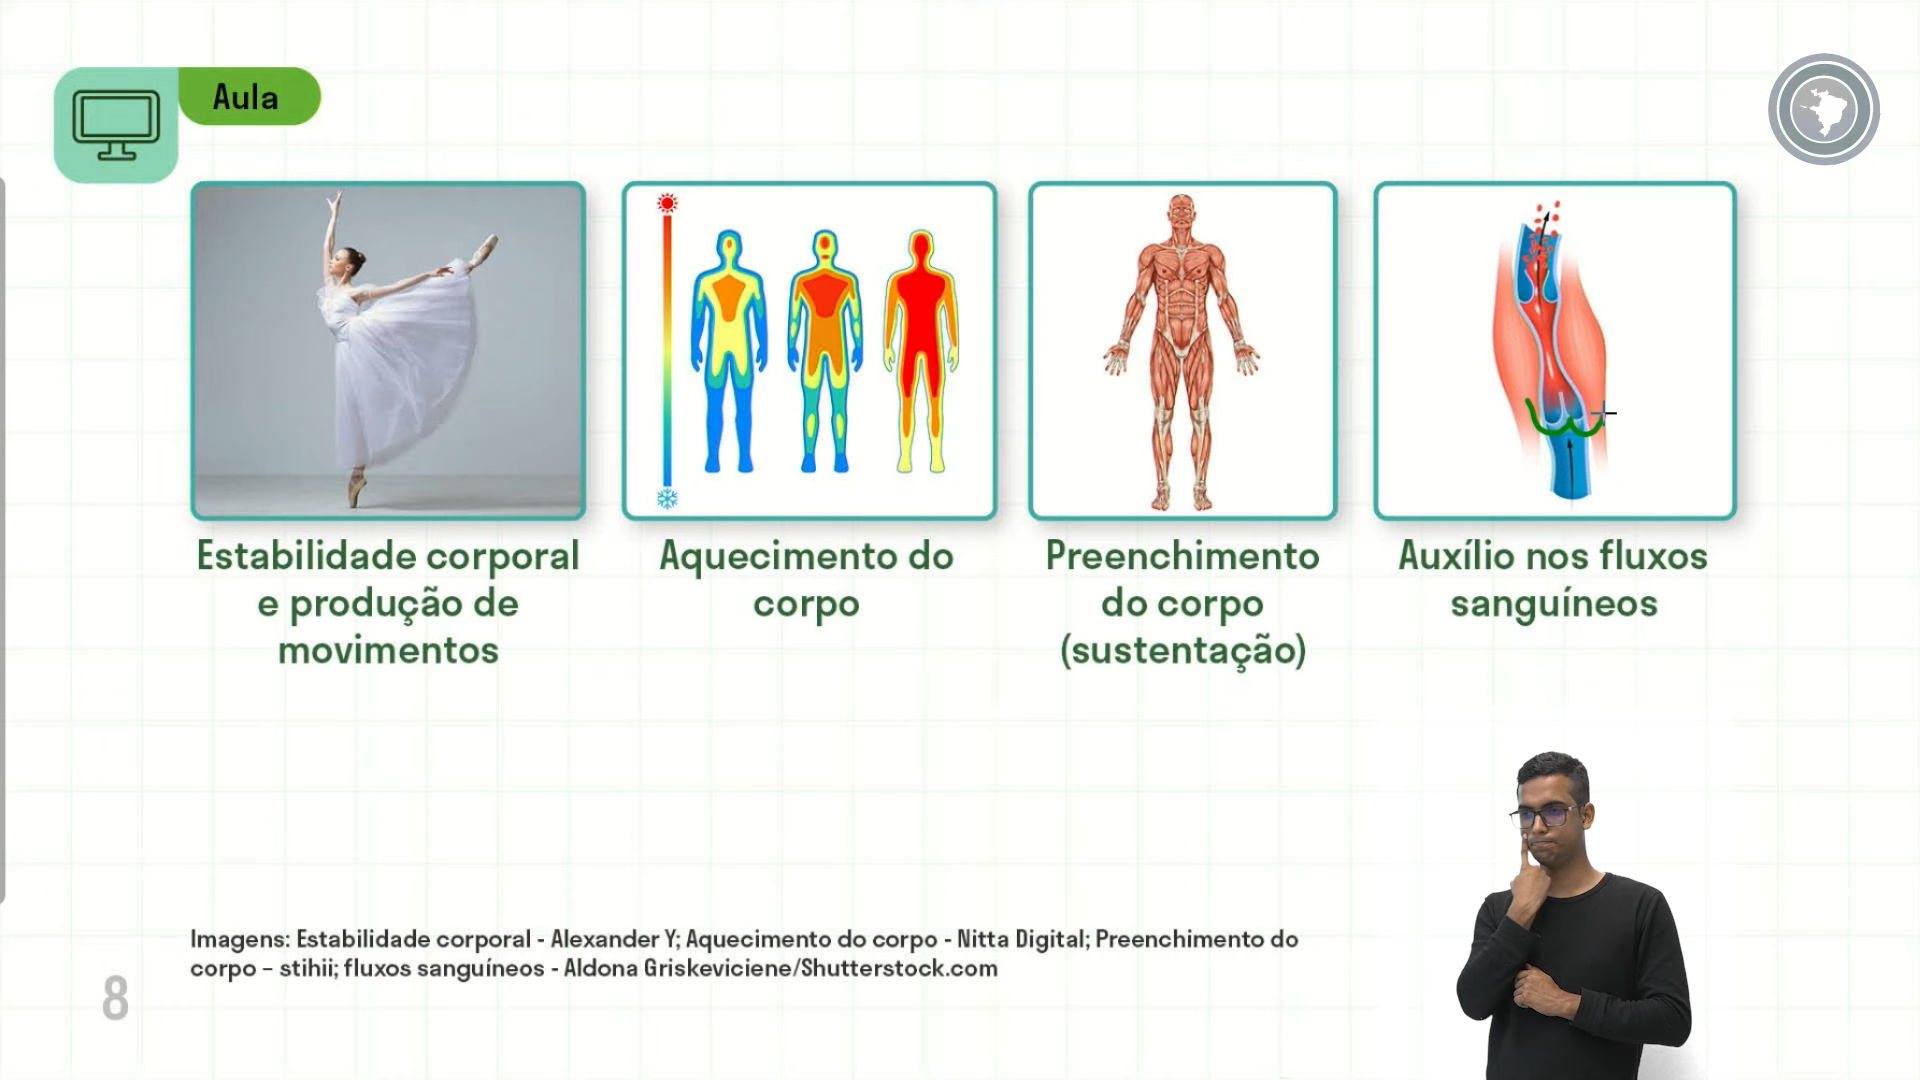 Aula
Estabilidade corporal
e produção de
movimentos
Aquecimento do
corpo
Preenchimento
do corpo
(sustentação)
Auxílio nos fluxos
sanguíneos
Imagens: Estabilidade corporal - Alexander Y; Aquecimento do corpo - Nitta Digital; Preenchimento do
corpo – stihii; fluxos sanguíneos - Aldona Griskeviciene/Shutterstock.com
8